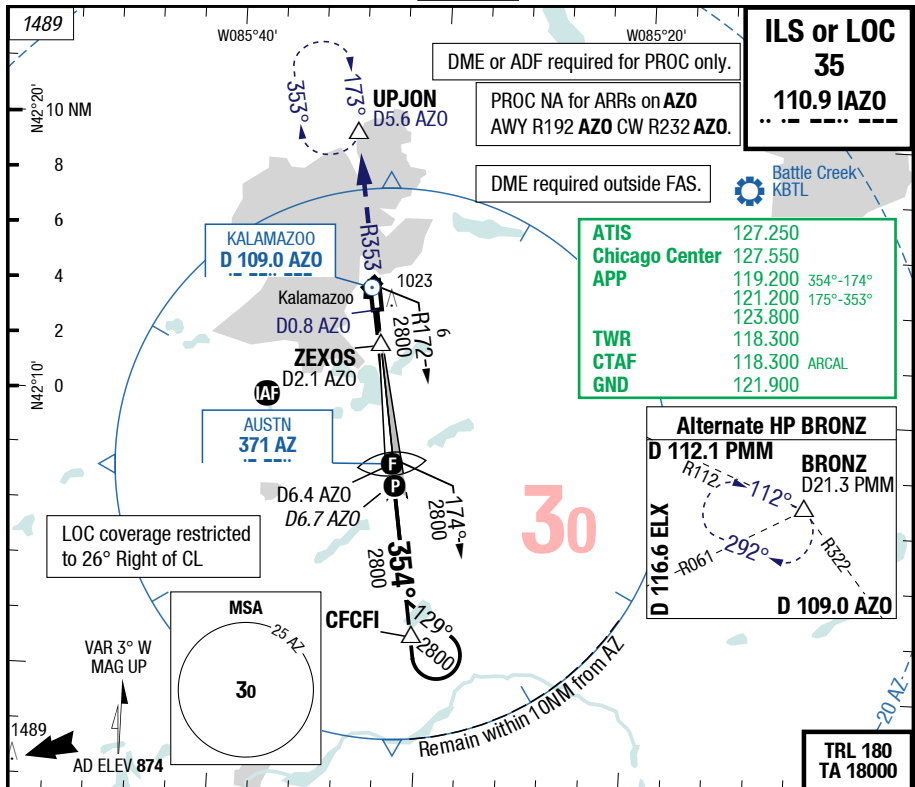 1489
W085°40'
W085°20'
ILS or LOC
35
110.9 IAZO
DME or ADF required for PROC only.
PROC NA for ARRs on AZO
AWY R192 AZO CW R232 AZO.
DME required outside FAS.
N42°20'
10 NM
8
6
4
2
0
N42°10'
353°
173°
UPJON
D5.6 AZO
Battle Creek
KBTL
R353
KALAMAZOO
D 109.0 AZO
Kalamazoo
D0.8 AZO
1023
6
R172
2800
ZEXOS
D2.1 AZO
ATIS 127.250
Chicago Center 127.550
APP 119.200 354°-174°
121.200 175°-353°
123.800
TWR 118.300
CTAF 118.300 ARCAL
GND 121.900
IAF
AUSTN
371 AZ
F
P
D6.4 AZO
D6.7 AZO
174°
2800
354°
2800
30
LOC coverage restricted
to 26° Right of CL
CFCFI
129°
2800
Alternate HP BRONZ
D 112.1 PMM
BRONZ
D21.3 PMM
R112
112°
292°
R061
R322
D 116.6 ELX
D 109.0 AZO
MSA
25 AZ
30
VAR 3° W
MAG UP
1489
AD ELEV 874
Remain within 10NM from AZ
20 AZ
TRL 180
TA 18000